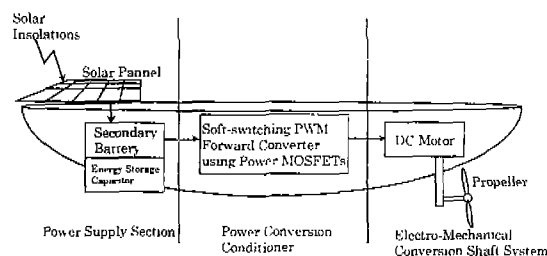 Solar
Insolations
Solar Pannel
Secondary
Battery
Energy Storage
Capacitor
Soft-switching PWM
Forward Converter
using Power MOSFETs
DC Motor
Propeller
Power Supply Section
Power Conversion
Conditioner
Electro-Mechanical
Conversion Shaft System